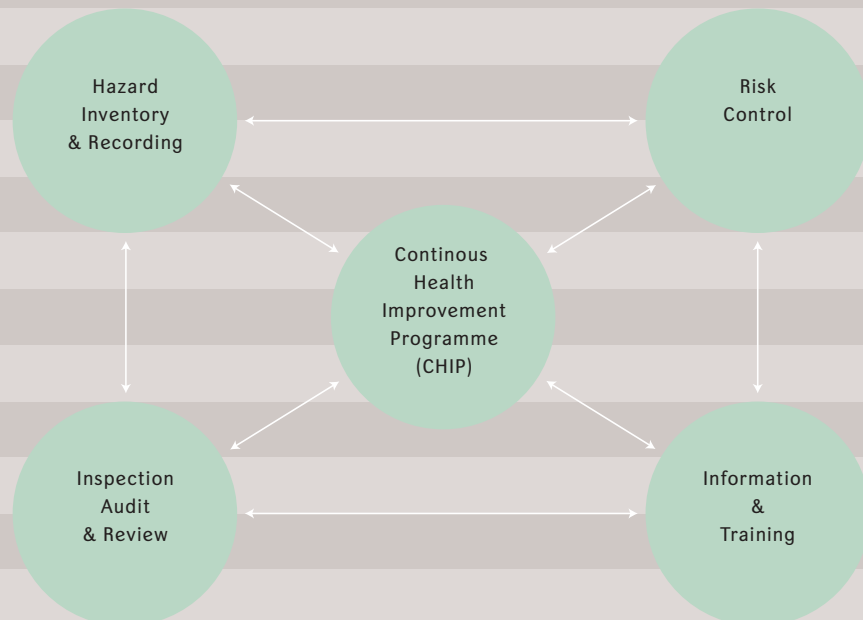 Hazard
Inventory
& Recording
Risk
Control
Continous
Health
Improvement
Programme
(CHIP)
Inspection
Audit
& Review
Information
&
Training